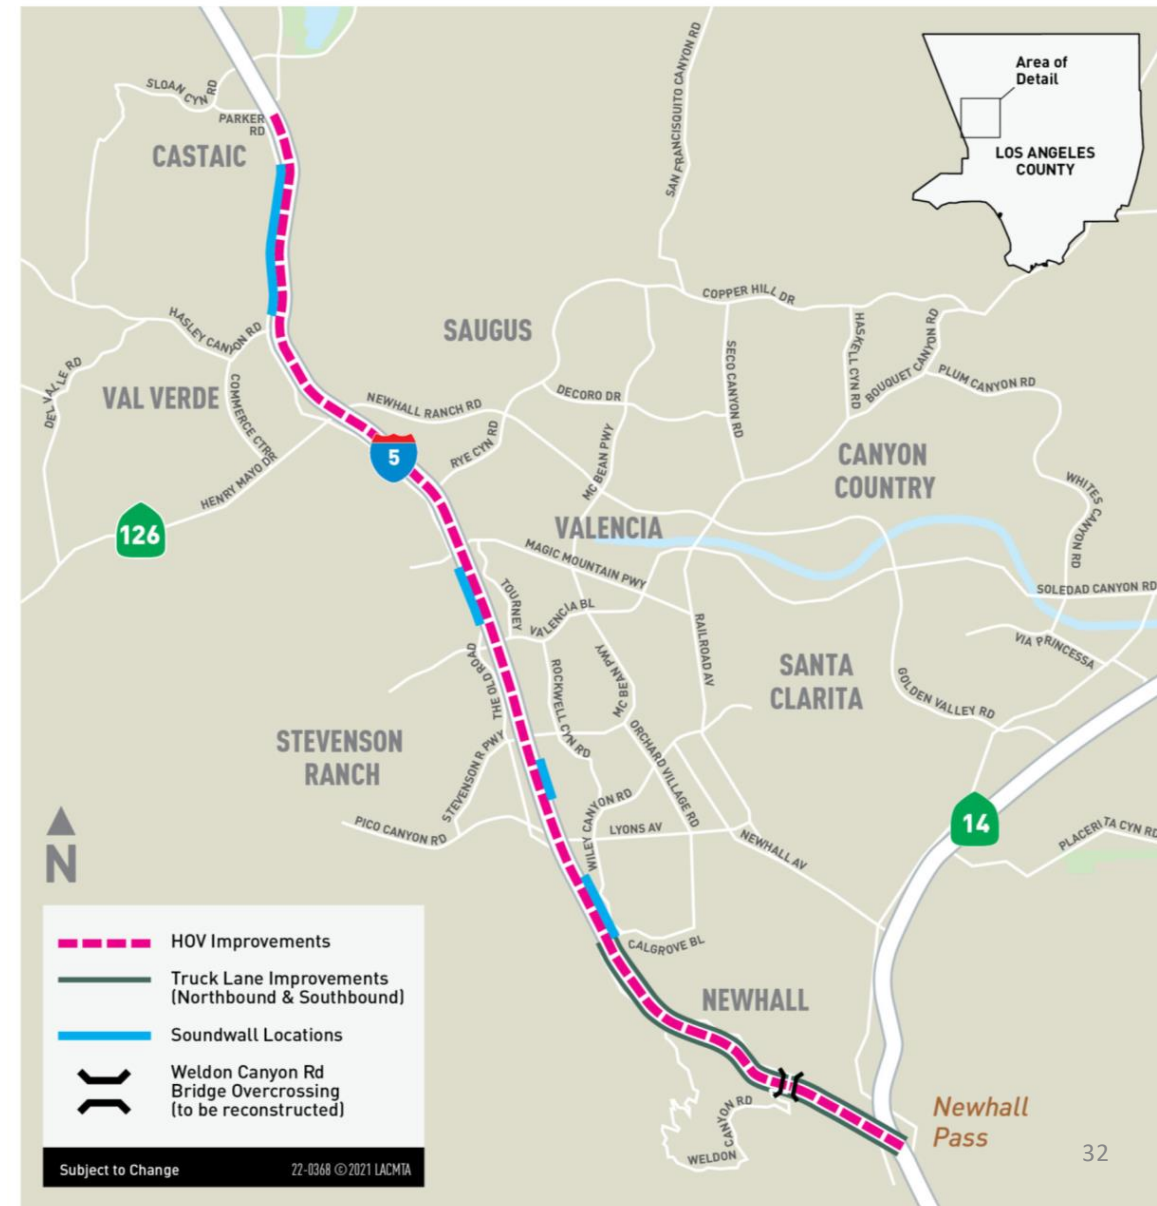 SLOAN CYN RD
PARKER
RD
CASTAIC
SAN FRANCISQUITO CANYON RD
Area of
Detail
LOS ANGELES
COUNTY
COPPER HILL DR
HASLEY CANYON RD
SAUGUS
HASKELL CYN RD
BOUQUET CANYON RD
SECO CANYON RD
PLUM CANYON RD
DEL VALLE RD
VAL VERDE
COMMERCE CTR
NEWHALL RANCH RD
DECORO DR
5
RYE CYN RD
MC BEAN PWY
CANYON
COUNTRY
HENRY MAYO DR
WHITES CANYON RD
126
VALENCIA
MAGIC MOUNTAIN PWY
TOURNEY
VALENCIA BL
SOLEDAD CANYON RD
RAILROAD AV
VIA PRINCESSA
THE OLD ROAD
ROCKWELL CYN RD
MC BEAN PWY
SANTA
CLARITA
GOLDEN VALLEY RD
STEVENSON
RANCH
STEVENSON R PWY
ORCHARD VILLAGE RD
WILEY CANYON RD
PICO CANYON RD
LYONS AV
NEWHALL AV
14
PLACERITA CYN RD
N
CALGROVE BL
HOV Improvements
Truck Lane Improvements
(Northbound & Southbound)
Soundwall Locations
Weldon Canyon Rd
Bridge Overcrossing
(to be reconstructed)
NEWHALL
WELDON CANYON RD
Newhall
Pass
32
Subject to Change
22-0368 © 2021 LACMTA